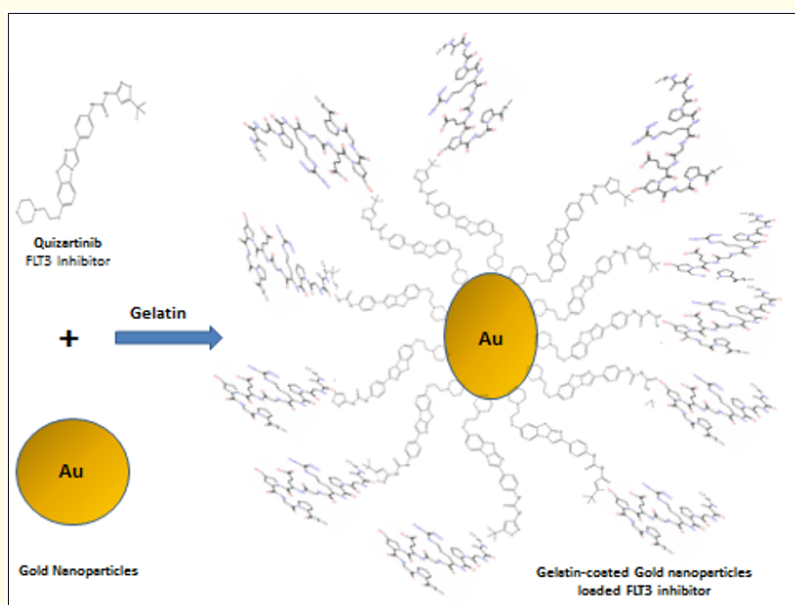 Quizartinib
FLT3 Inhibitor
+
Gelatin
Au
Gold Nanoparticles
Au
Gelatin-coated Gold nanoparticles
loaded FLT3 inhibitor